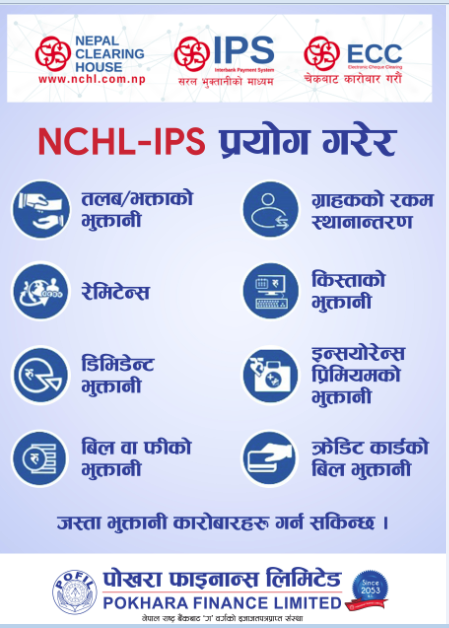 NEPAL
CLEARING
HOUSE
www.nchl.com.np
IPS
Interbank Payment System
सरल भुक्तानीको माध्यम
ECC
Electronic Cheque Clearing
चेकबाट कारोबार गरौं
NCHL-IPS प्रयोग गरेर
तलब/भक्ताको
भुक्तानी
ग्राहकको रकम
स्थानान्तरण
रेमिटेन्स
किस्ताको
भुक्तानी
डिभिडेन्ट
भुक्तानी
इन्सयोरेन्स
प्रिमियमको
भुक्तानी
बिल वा फीको
भुक्तानी
क्रेडिट कार्डको
बिल भुक्तानी
जस्ता भुक्तानी कारोबारहरु गर्न सकिन्छ ।
POFIL
पोखरा फाइनान्स लिमिटेड
POKHARA FINANCE LIMITED
Since
2053
नेपाल राष्ट्र बैंकबाट 'ग' वर्गको इजाजतपत्रप्राप्त संस्था